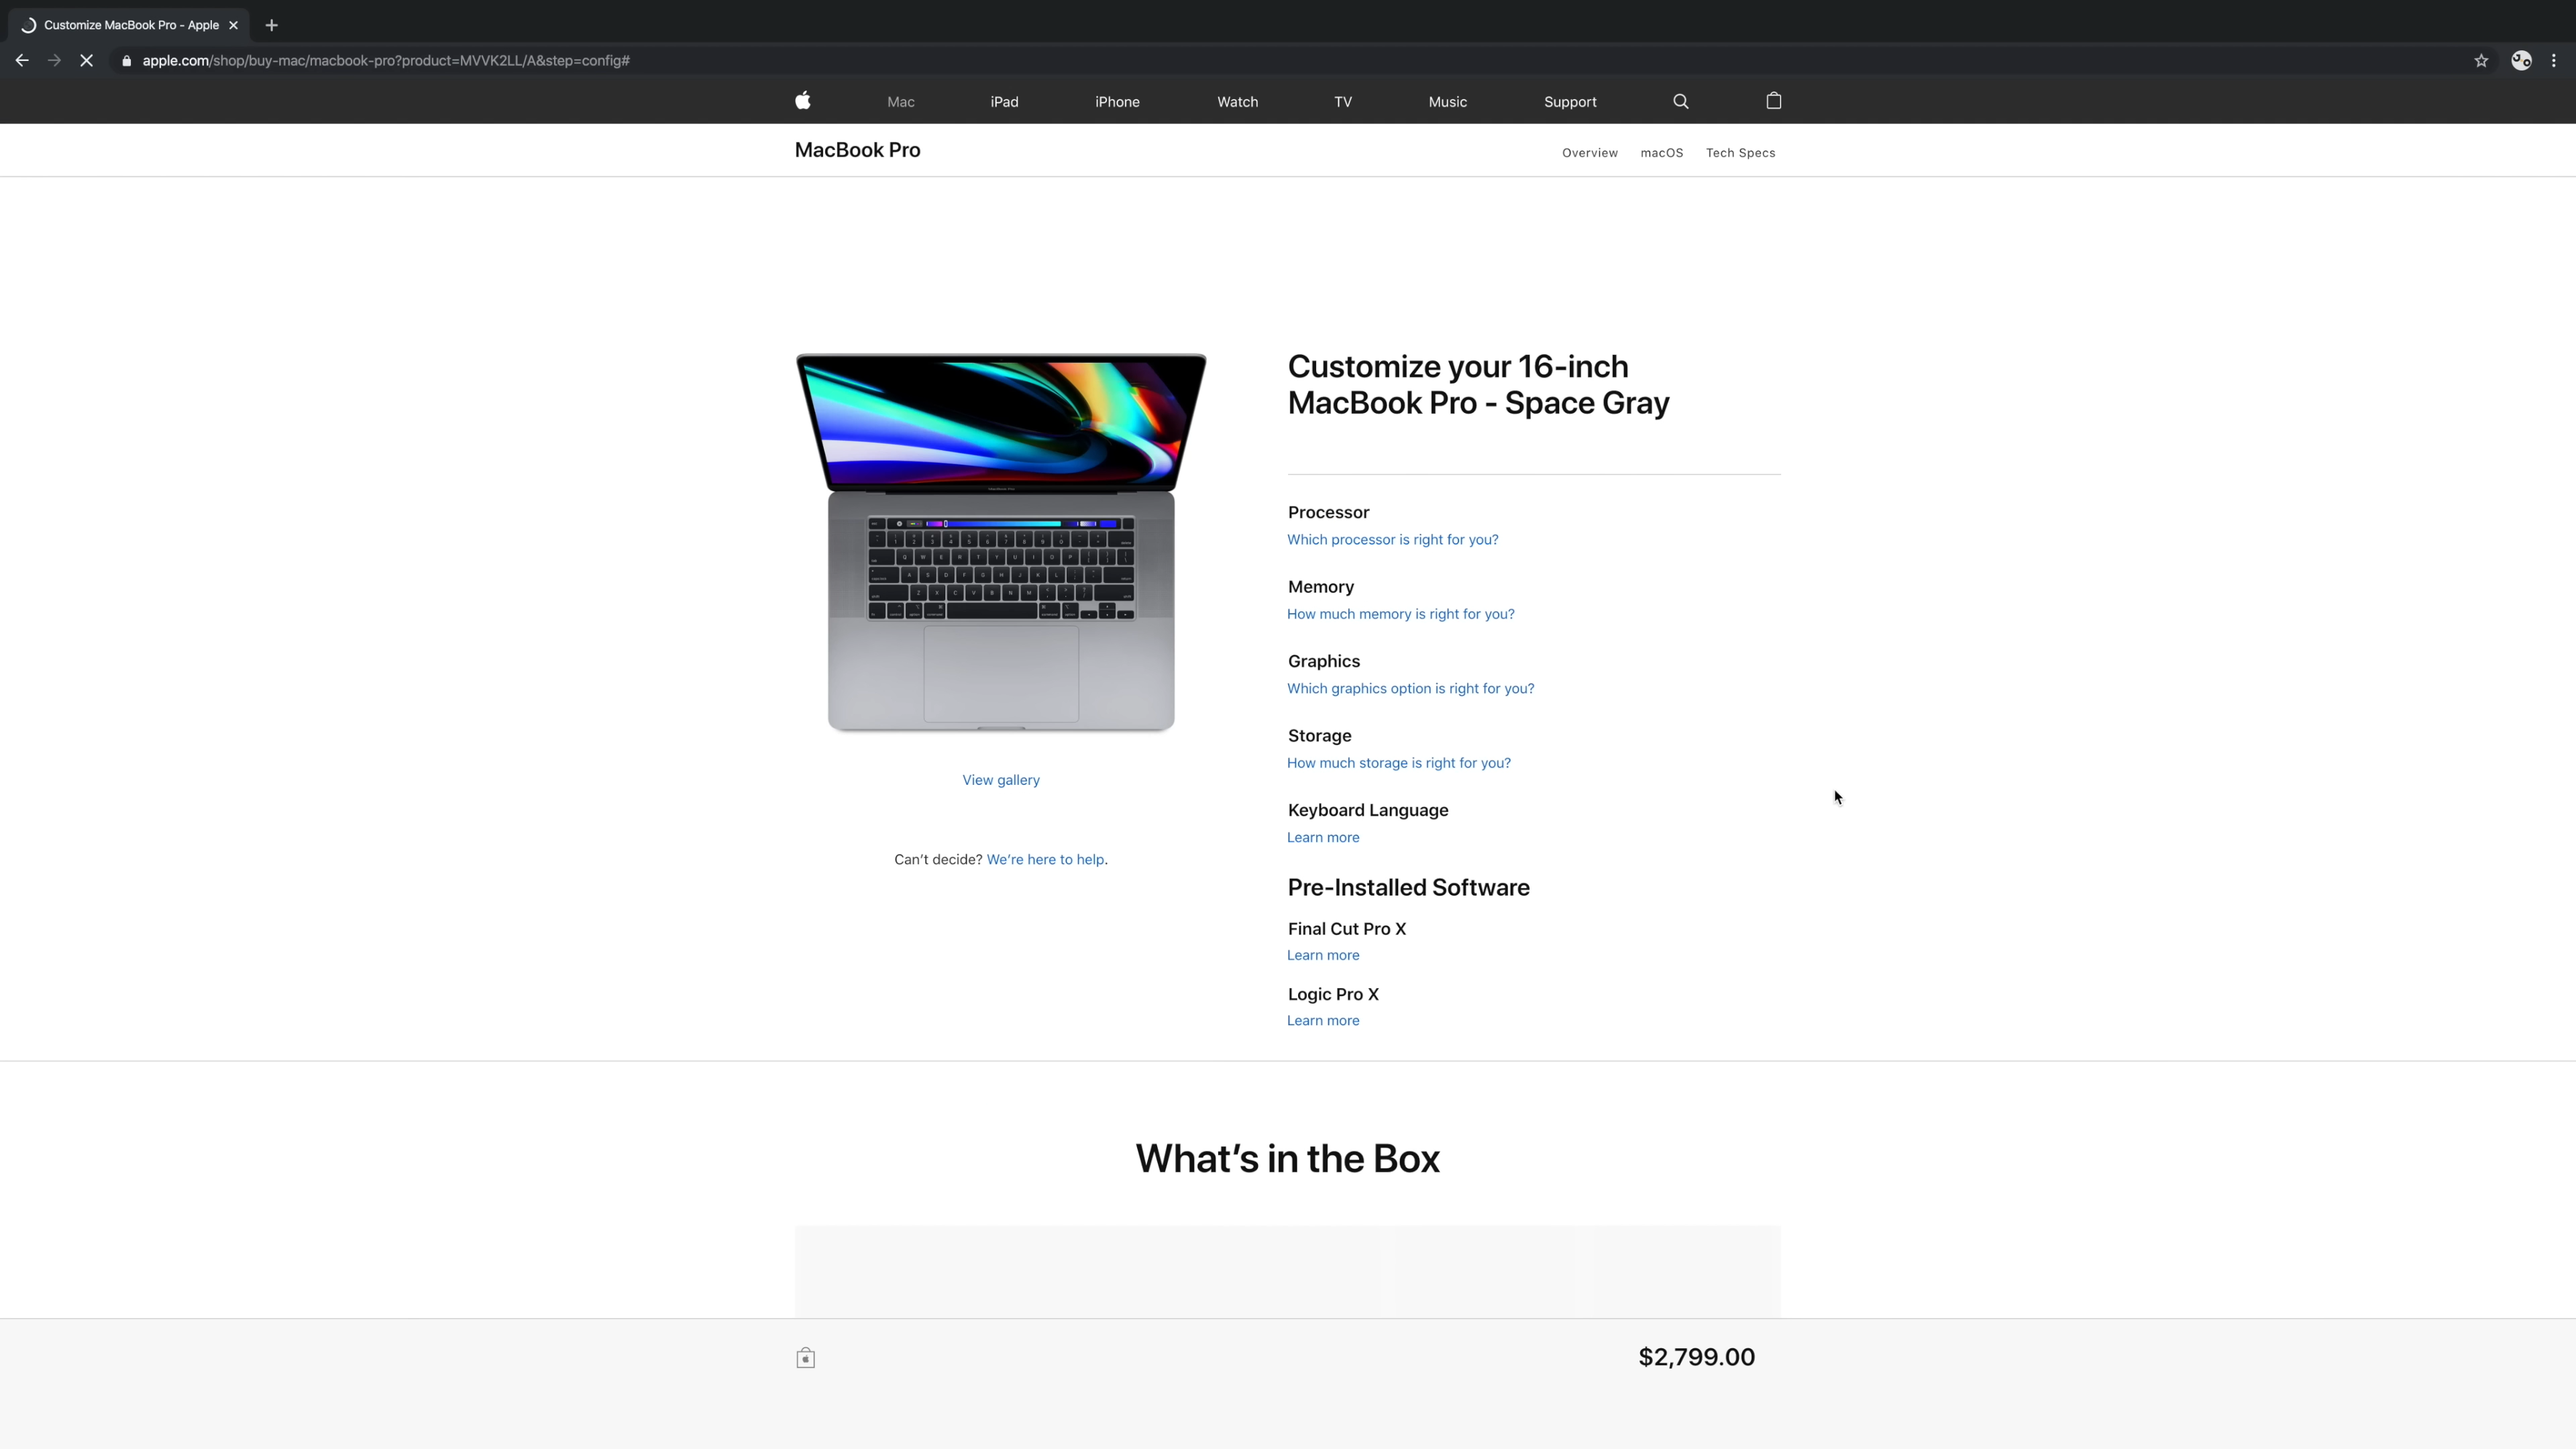 Customize MacBook Pro - Apple
apple.com/shop/buy-mac/macbook-pro?product=MVVK2LL/A&step=config#
Mac
iPad
iPhone
Watch
TV
Music
Support
MacBook Pro
Overview
macOS
Tech Specs
Customize your 16-inch
MacBook Pro - Space Gray
Processor
Which processor is right for you?
Memory
How much memory is right for you?
Graphics
Which graphics option is right for you?
Storage
How much storage is right for you?
View gallery
Keyboard Language
Learn more
Can't decide? We're here to help.
Pre-Installed Software
Final Cut Pro X
Learn more
Logic Pro X
Learn more
What's in the Box
$2,799.00